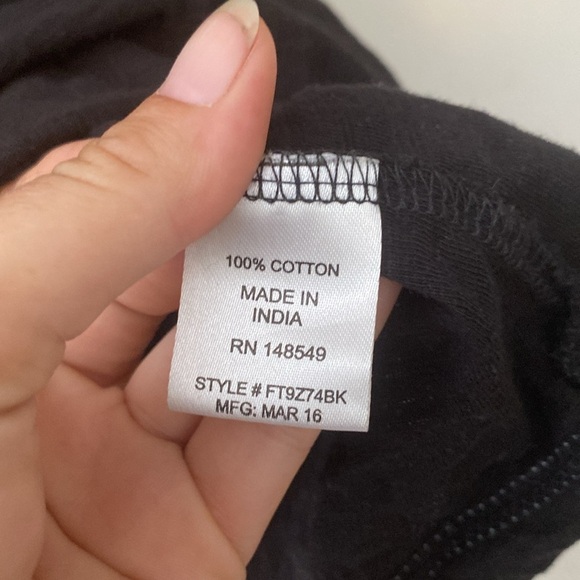 100% COTTON
MADE IN
INDIA
RN 148549
STYLE # FT9Z74BK
MFG: MAR 16